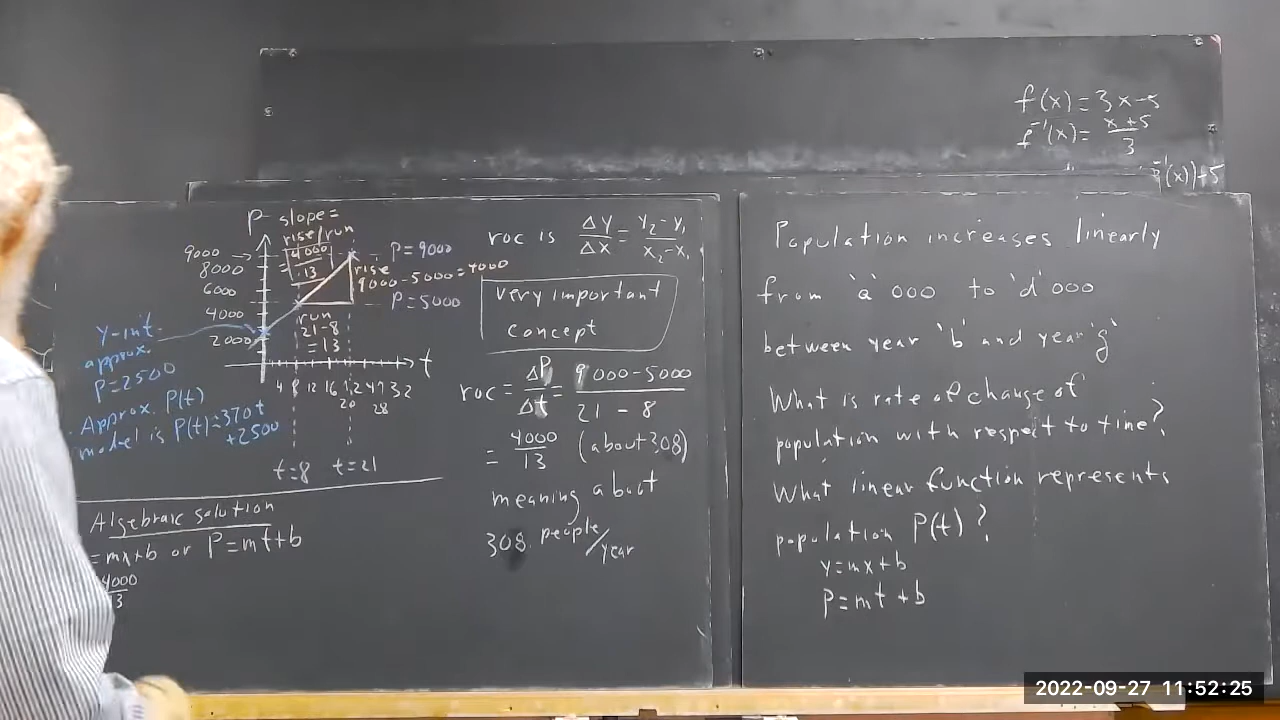 f(x) = 3x-5
f⁻¹(x) = (x+5)/3
⁻¹(x))+5
P slope =
rise/run
= 4000/13
9000
8000
6000
4000
2000
P = 9000
rise
9000-5000=4000
P = 5000
run
21-8
= 13
t
4 8 12 16
20
28
t=8 t=21
Y-int.
approx.
P=2500
Approx. P(t)
model is P(t)=370t
+2500
Algebraic solution
=mx+b or P=mt+b
4000
3
roc is ΔY/ΔX = (Y₂-Y₁)/(X₂-X₁)
very important
concept
roc = ΔP/Δt = (9000-5000)/(21-8)
= 4000/13 (about 308)
meaning about
308 people/year
Population increases linearly
from 'a' 000 to 'd' 000
between year 'b' and year 'g'
What is rate of change of
population with respect to time?
What linear function represents
population P(t)?
y=mx+b
P=mt+b
2022-09-27 11:52:25